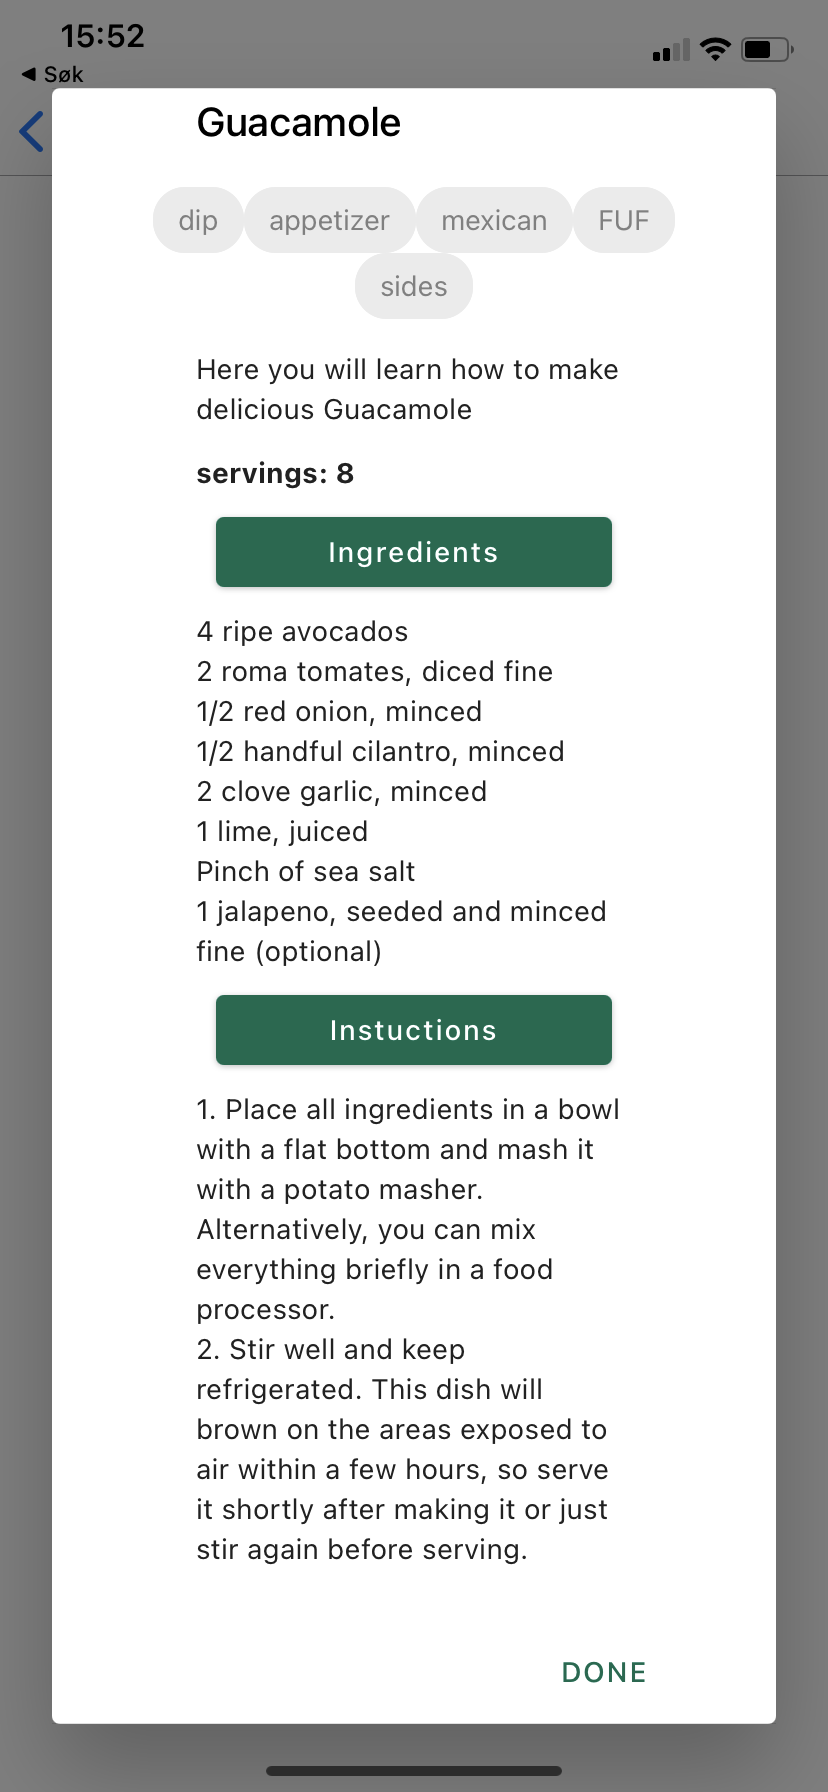 15:52
◀ Søk
Guacamole
dip appetizer mexican FUF
sides
Here you will learn how to make
delicious Guacamole
servings: 8
Ingredients
4 ripe avocados
2 roma tomates, diced fine
1/2 red onion, minced
1/2 handful cilantro, minced
2 clove garlic, minced
1 lime, juiced
Pinch of sea salt
1 jalapeno, seeded and minced
fine (optional)
Instuctions
1. Place all ingredients in a bowl
with a flat bottom and mash it
with a potato masher.
Alternatively, you can mix
everything briefly in a food
processor.
2. Stir well and keep
refrigerated. This dish will
brown on the areas exposed to
air within a few hours, so serve
it shortly after making it or just
stir again before serving.
DONE